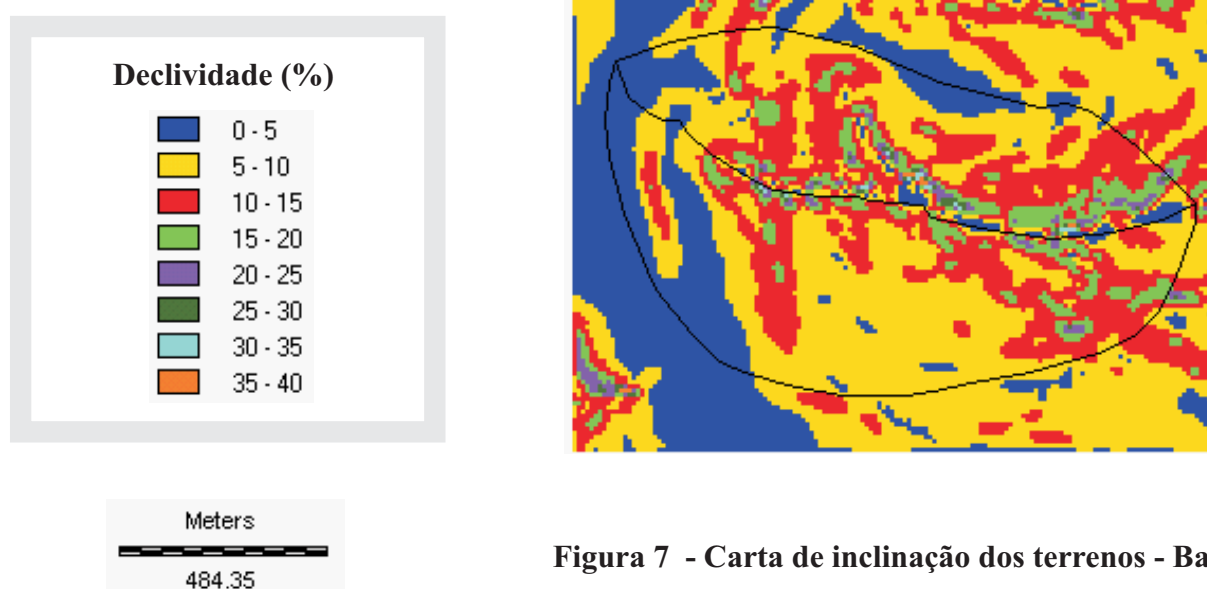 Declividade (%)
0 - 5
5 - 10
10 - 15
15 - 20
20 - 25
25 - 30
30 - 35
35 - 40
Meters
484.35
Figura 7 - Carta de inclinação dos terrenos - Ba